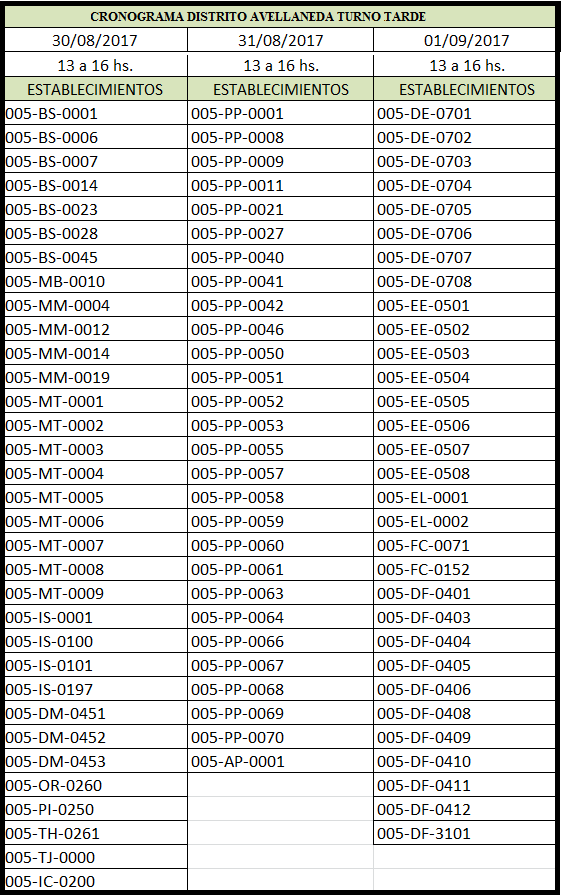 CRONOGRAMA DISTRITO AVELLANEDA TURNO TARDE
30/08/2017 31/08/2017 01/09/2017
13 a 16 hs. 13 a 16 hs. 13 a 16 hs.
ESTABLECIMIENTOS ESTABLECIMIENTOS ESTABLECIMIENTOS
005-BS-0001 005-PP-0001 005-DE-0701
005-BS-0006 005-PP-0008 005-DE-0702
005-BS-0007 005-PP-0009 005-DE-0703
005-BS-0014 005-PP-0011 005-DE-0704
005-BS-0023 005-PP-0021 005-DE-0705
005-BS-0028 005-PP-0027 005-DE-0706
005-BS-0045 005-PP-0040 005-DE-0707
005-MB-0010 005-PP-0041 005-DE-0708
005-MM-0004 005-PP-0042 005-EE-0501
005-MM-0012 005-PP-0046 005-EE-0502
005-MM-0014 005-PP-0050 005-EE-0503
005-MM-0019 005-PP-0051 005-EE-0504
005-MT-0001 005-PP-0052 005-EE-0505
005-MT-0002 005-PP-0053 005-EE-0506
005-MT-0003 005-PP-0055 005-EE-0507
005-MT-0004 005-PP-0057 005-EE-0508
005-MT-0005 005-PP-0058 005-EL-0001
005-MT-0006 005-PP-0059 005-EL-0002
005-MT-0007 005-PP-0060 005-FC-0071
005-MT-0008 005-PP-0061 005-FC-0152
005-MT-0009 005-PP-0063 005-DF-0401
005-IS-0001 005-PP-0064 005-DF-0403
005-IS-0100 005-PP-0066 005-DF-0404
005-IS-0101 005-PP-0067 005-DF-0405
005-IS-0197 005-PP-0068 005-DF-0406
005-DM-0451 005-PP-0069 005-DF-0408
005-DM-0452 005-PP-0070 005-DF-0409
005-DM-0453 005-AP-0001 005-DF-0410
005-OR-0260 005-DF-0411
005-PI-0250 005-DF-0412
005-TH-0261 005-DF-3101
005-TJ-0000
005-IC-0200